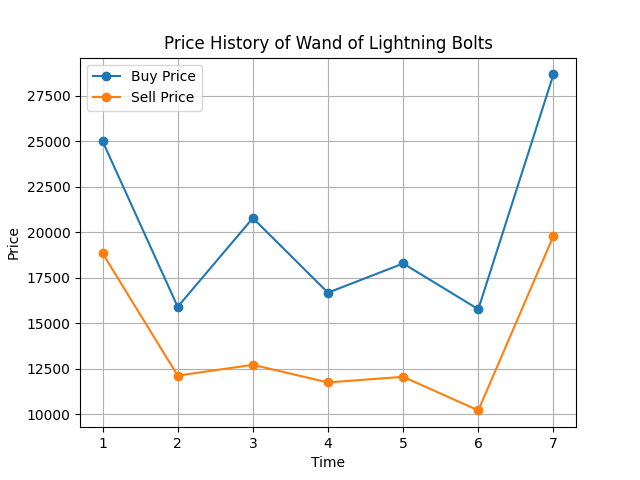 Price History of Wand of Lightning Bolts
Buy Price
Sell Price
27500
25000
22500
20000
17500
15000
12500
10000
Price
1 2 3 4 5 6 7
Time